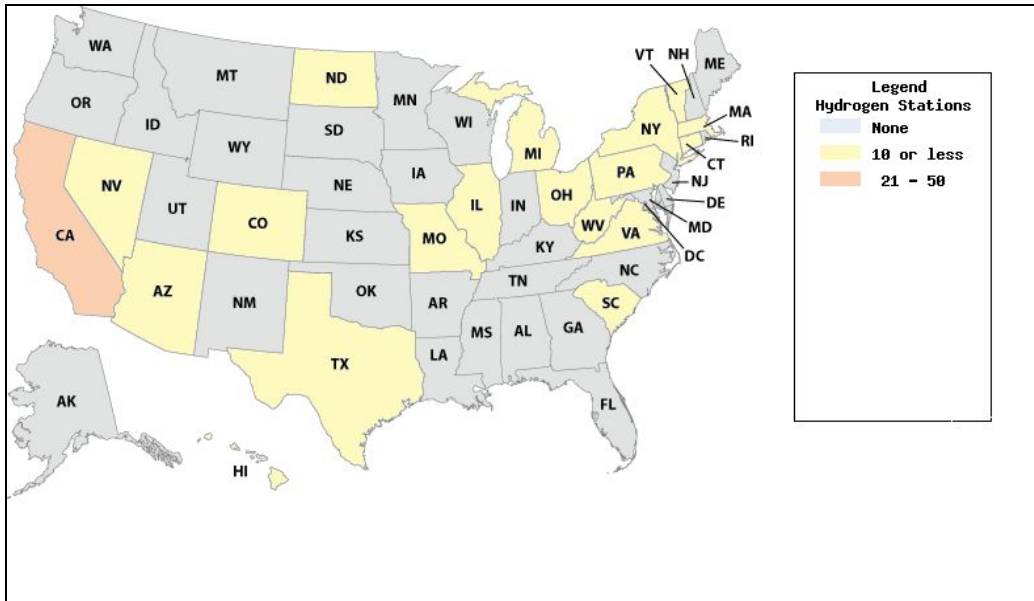 WA
MT
ND
MN
VT
NH
ME
OR
ID
WY
SD
WI
MI
NY
MA
RI
CT
NV
UT
CO
NE
IA
IL
IN
OH
PA
NJ
DE
MD
DC
CA
AZ
NM
KS
MO
KY
WV
VA
OK
AR
TN
NC
SC
TX
LA
MS
AL
GA
FL
AK
HI
Legend
Hydrogen Stations
None
10 or less
21 - 50